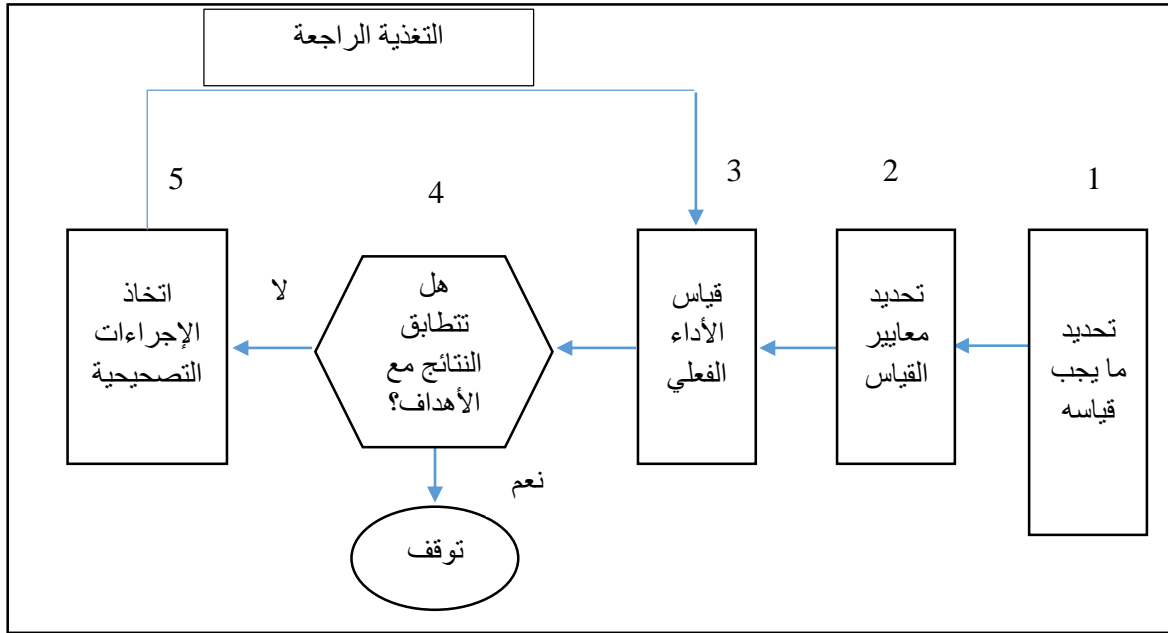 التغذية الراجعة
1
2
3
4
5
تحديد
ما يجب
قياسه
تحديد
معايير
القياس
قياس
الأداء
الفعلي
هل
تتطابق
النتائج مع
الأهداف؟
لا
اتخاذ
الإجراءات
التصحيحية
نعم
توقف